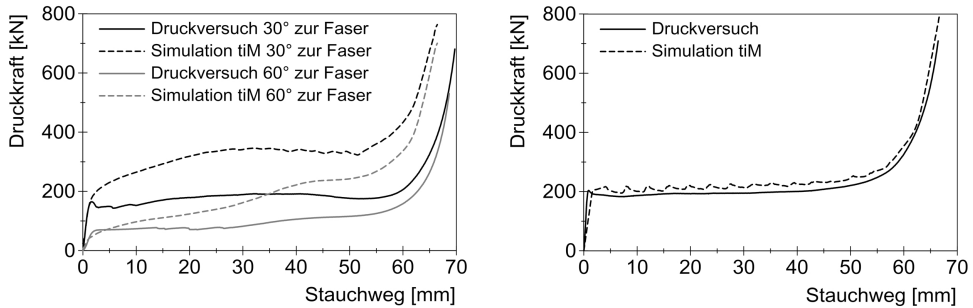 Druckkraft [kN]
800
600
400
200
0
0 10 20 30 40 50 60 70
Stauchweg [mm]
Druckversuch 30° zur Faser
Simulation tiM 30° zur Faser
Druckversuch 60° zur Faser
Simulation tiM 60° zur Faser
Druckkraft [kN]
800
600
400
200
0
0 10 20 30 40 50 60 70
Stauchweg [mm]
Druckversuch
Simulation tiM